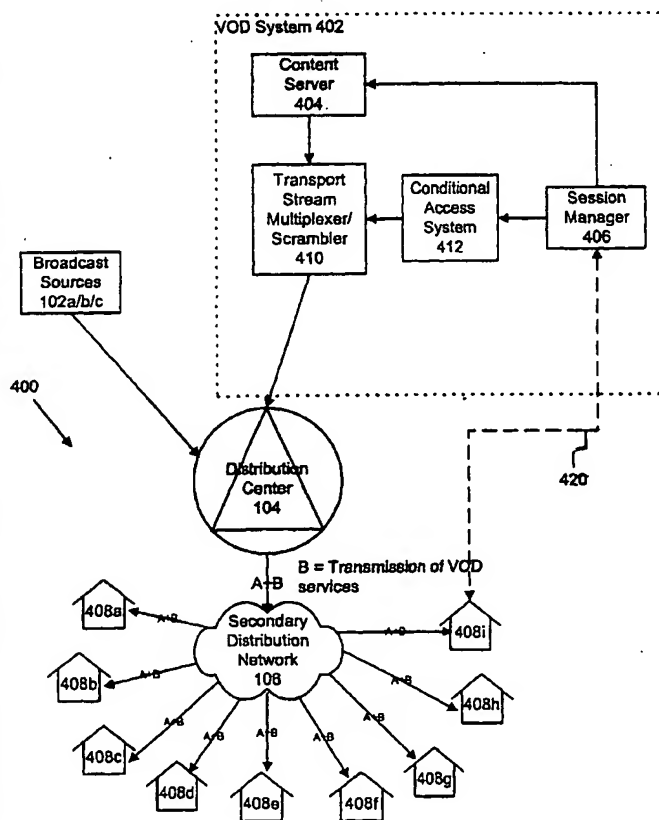 VOD System 402
Content
Server
404
Transport
Stream
Multiplexer/
Scrambler
410
Conditional
Access
System
412
Session
Manager
406
Broadcast
Sources
102a/b/c
400
Distribution
Center
104
420
B = Transmission of VOD
services
A+B
Secondary
Distribution
Network
108
408a
A+B
408b
A+B
408c
A+B
408d
A+B
408e
A+B
408f
A+B
408g
A+B
408h
A+B
408i